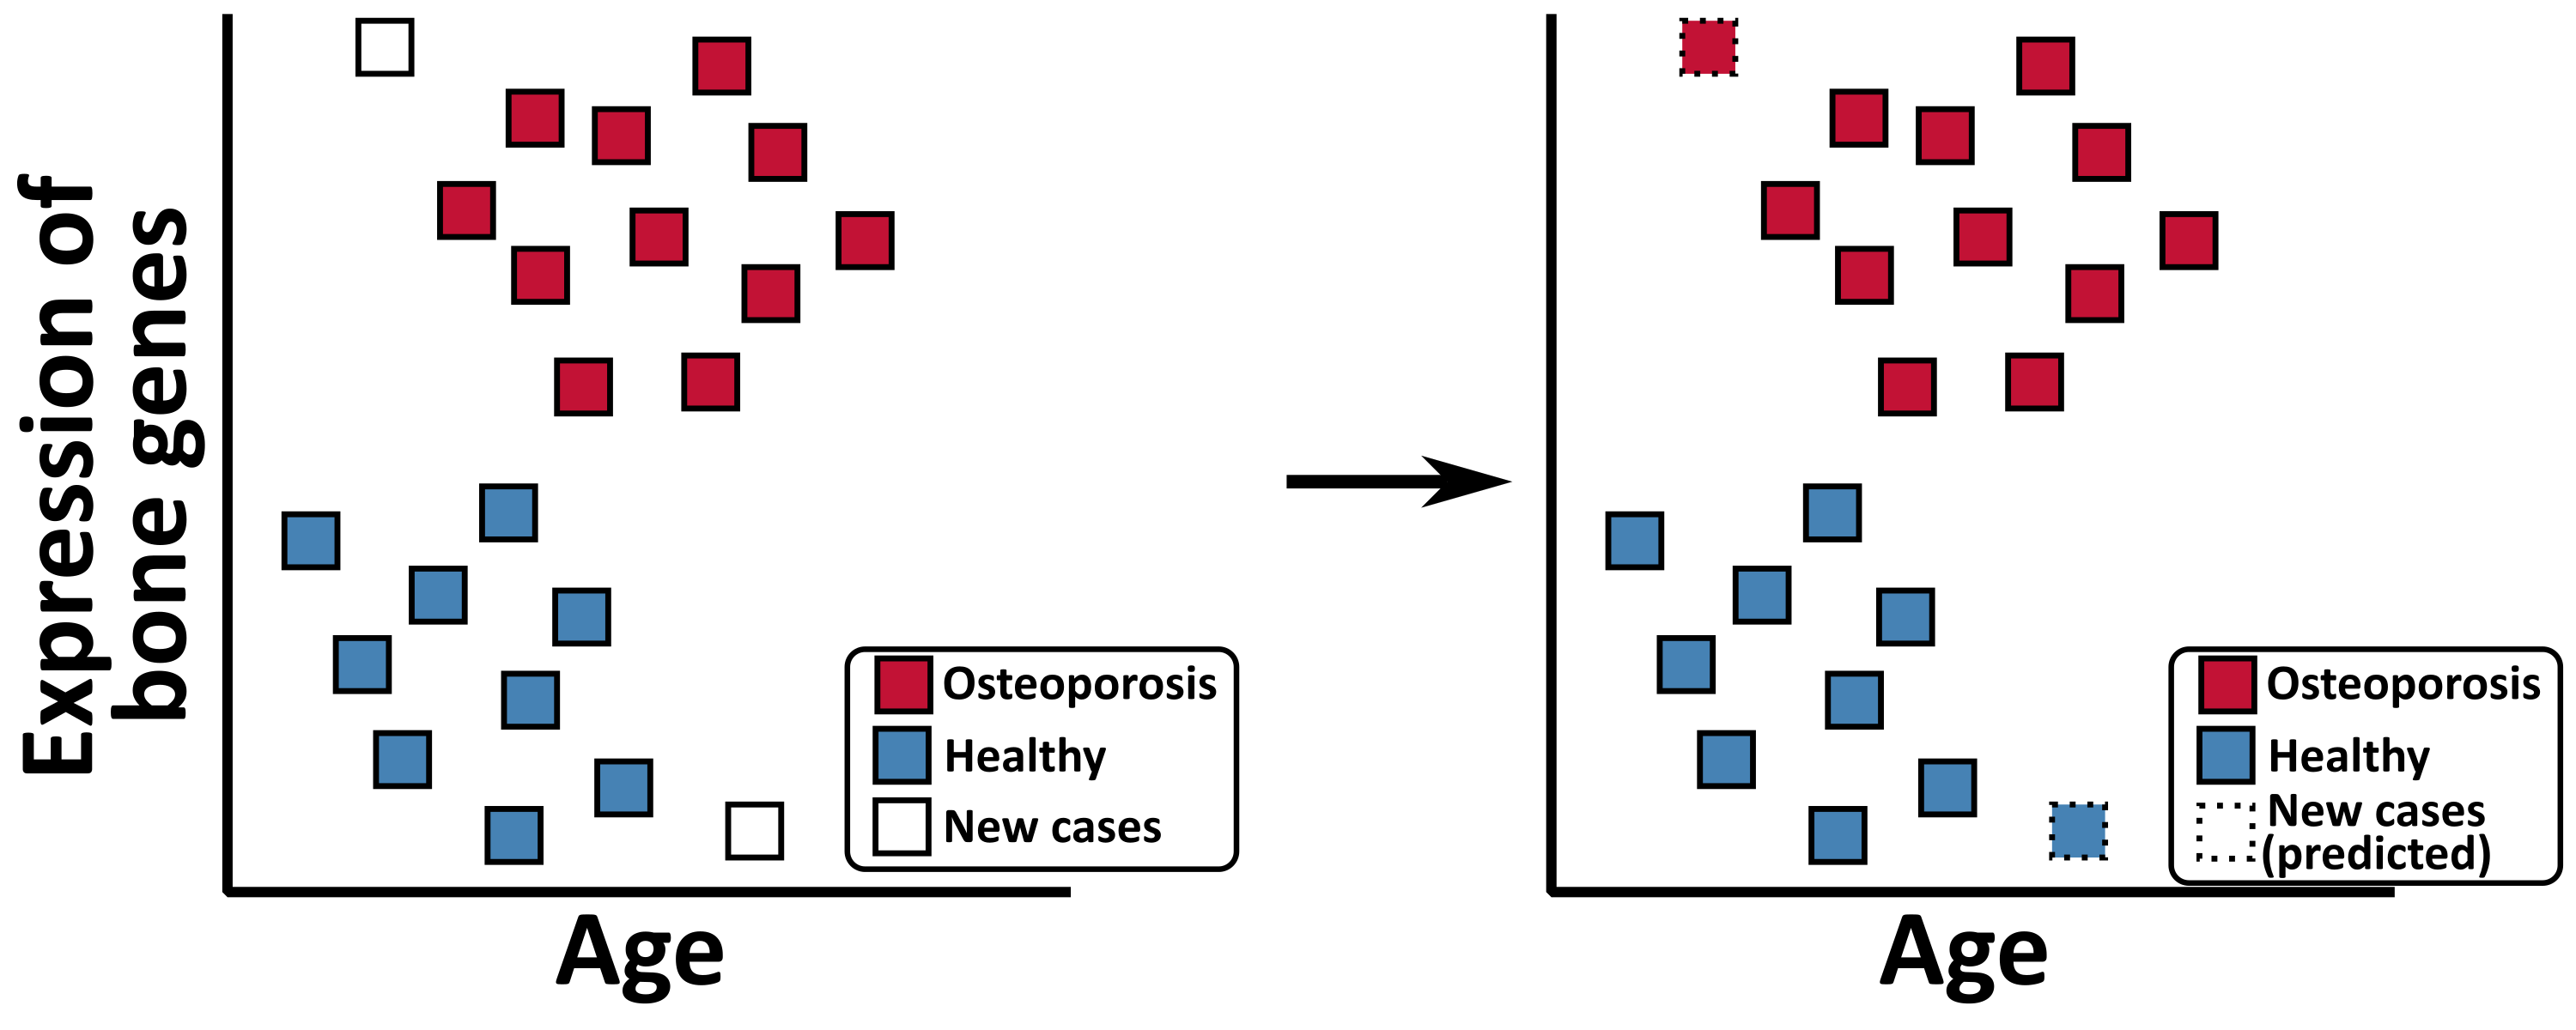 Expression of
bone genes
Osteoporosis
Healthy
New cases
Age
Osteoporosis
Healthy
New cases
(predicted)
Age